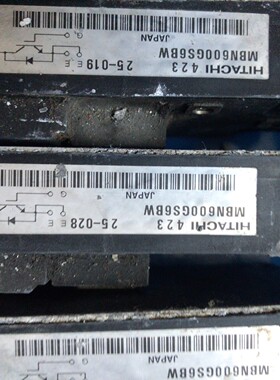 HITACHI 423
MBN600GS6BW
JAPAN
25-019
G
E E
HITACHI 423
MBN600GS6BW
JAPAN
25-028
G
E
E
MBN600GS6BW
JAPAN
G